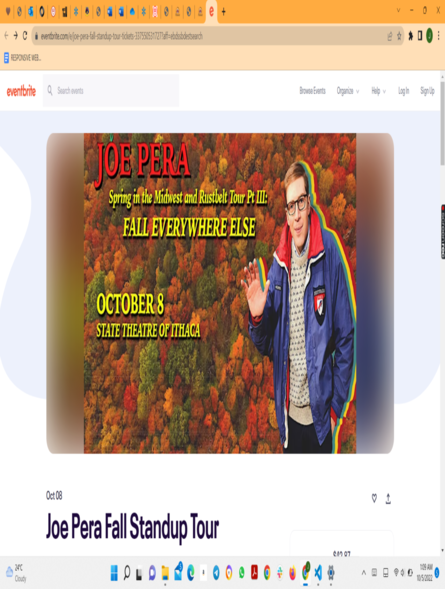 eventbrite.com/e/joe-pera-fall-standup-tour-tickets-337550531727?aff=ebdssbdestsearch
RESPONSIVE WEB...
eventbrite
Search events
Browse Events
Organize
Help
Log In
Sign Up
JOE PERA
Spring in the Midwest and Rustbelt Tour Pt III:
FALL EVERYWHERE ELSE
OCTOBER 8
STATE THEATRE OF ITHACA
Oct 08
Joe Pera Fall Standup Tour
24°C
Cloudy
1:09 AM
10/5/2022